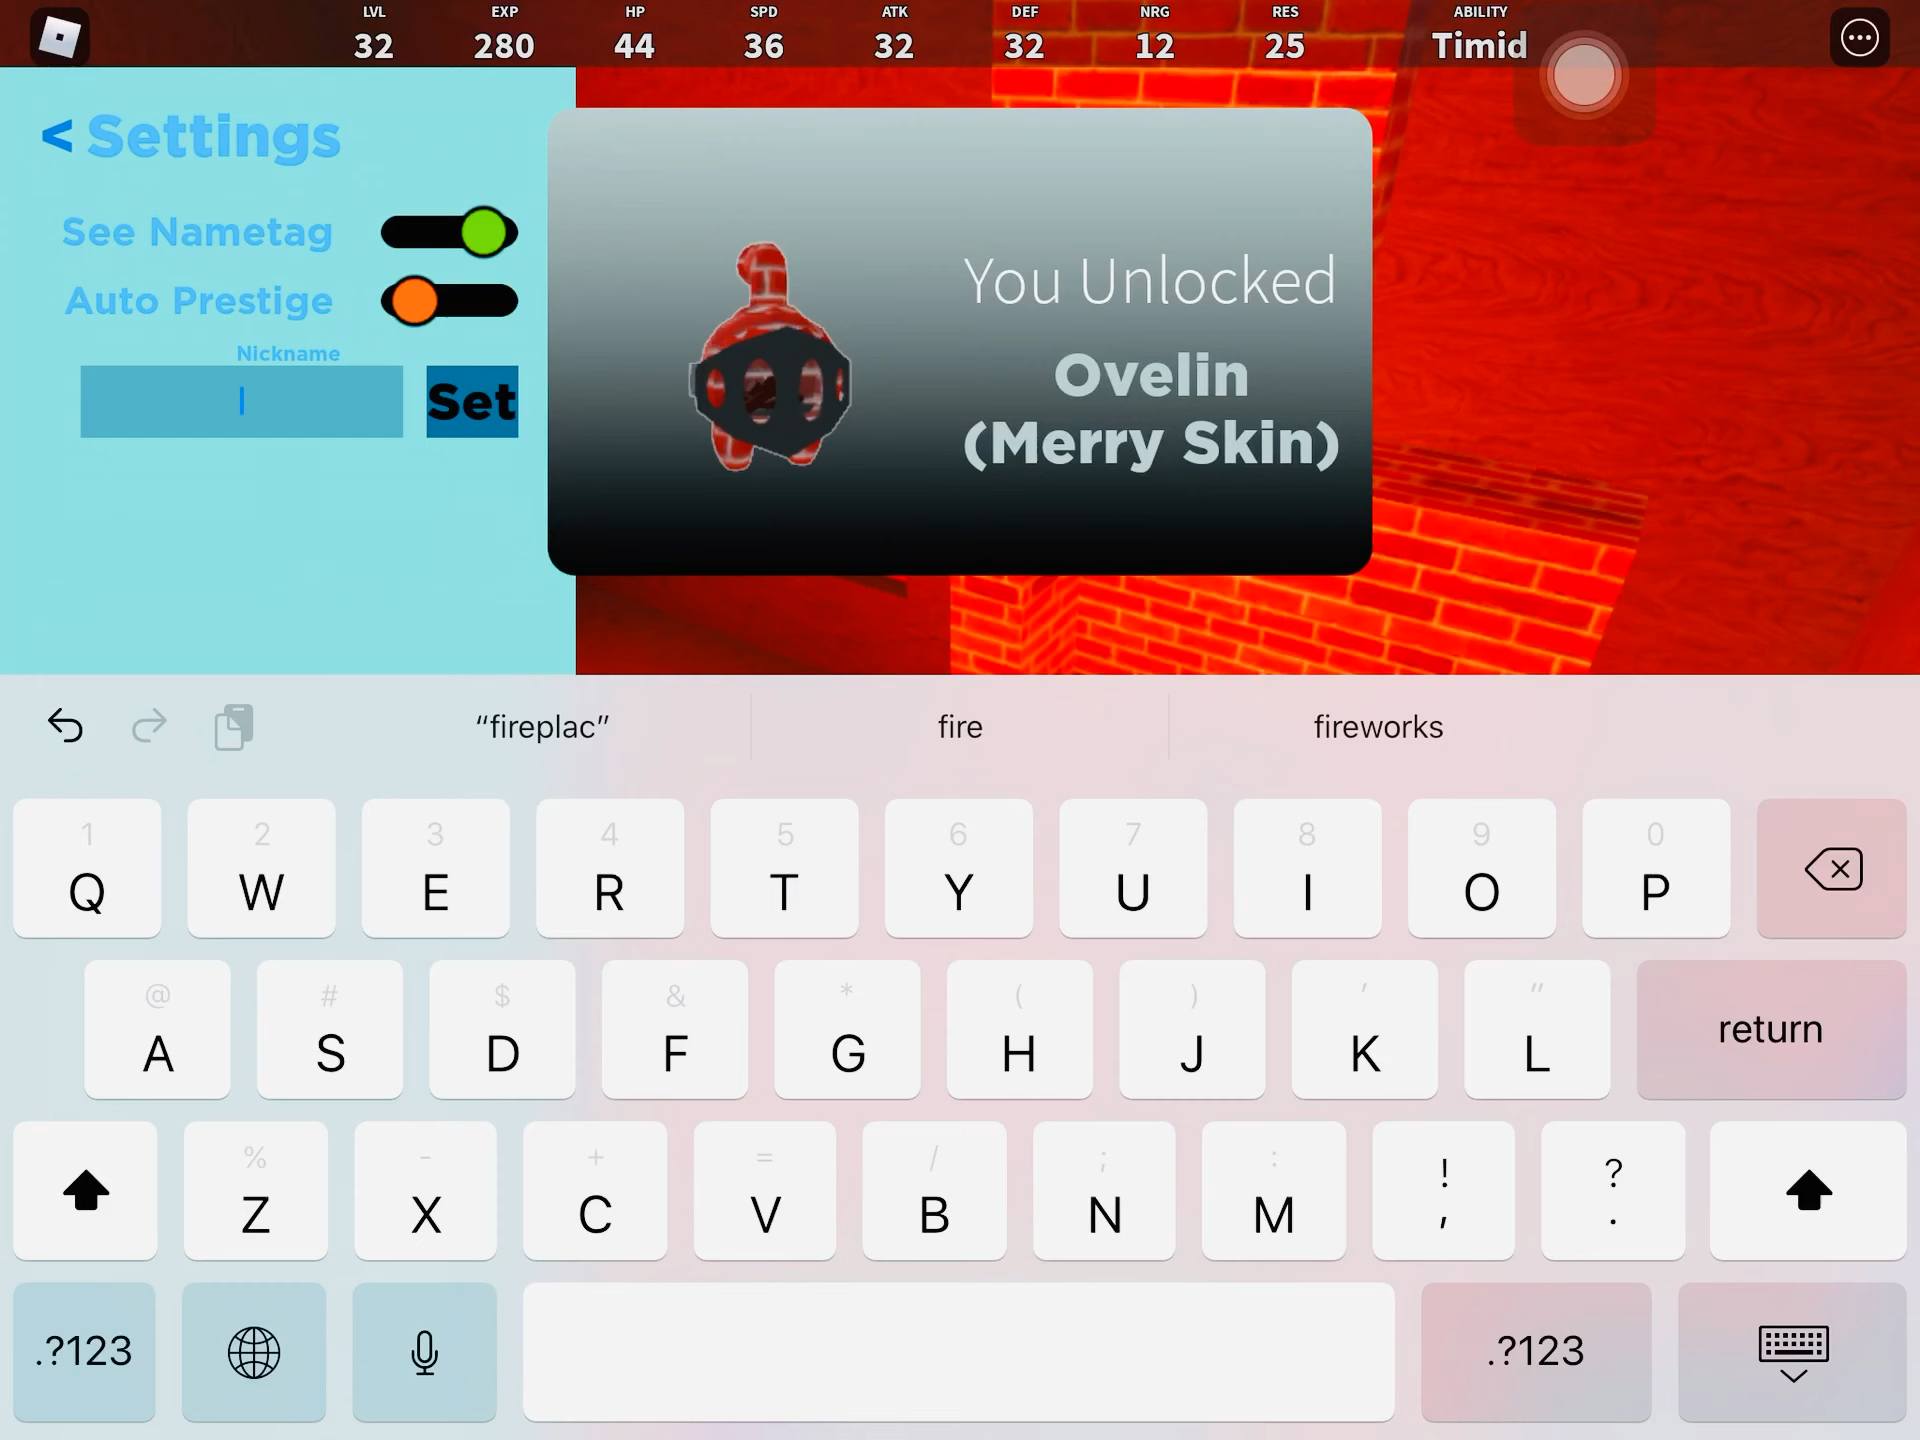 LVL EXP HP SPD ATK DEF NRG RES ABILITY
32 280 44 36 32 32 12 25 Timid
< Settings
See Nametag
Auto Prestige
Nickname
Set
You Unlocked
Ovelin
(Merry Skin)
“fireplac” fire fireworks
1 2 3 4 5 6 7 8 9 0
Q W E R T Y U I O P
@ # $ & * ( ) ' "
A S D F G H J K L return
% - + = / ; : ! ?
Z X C V B N M , .
.?123 .?123